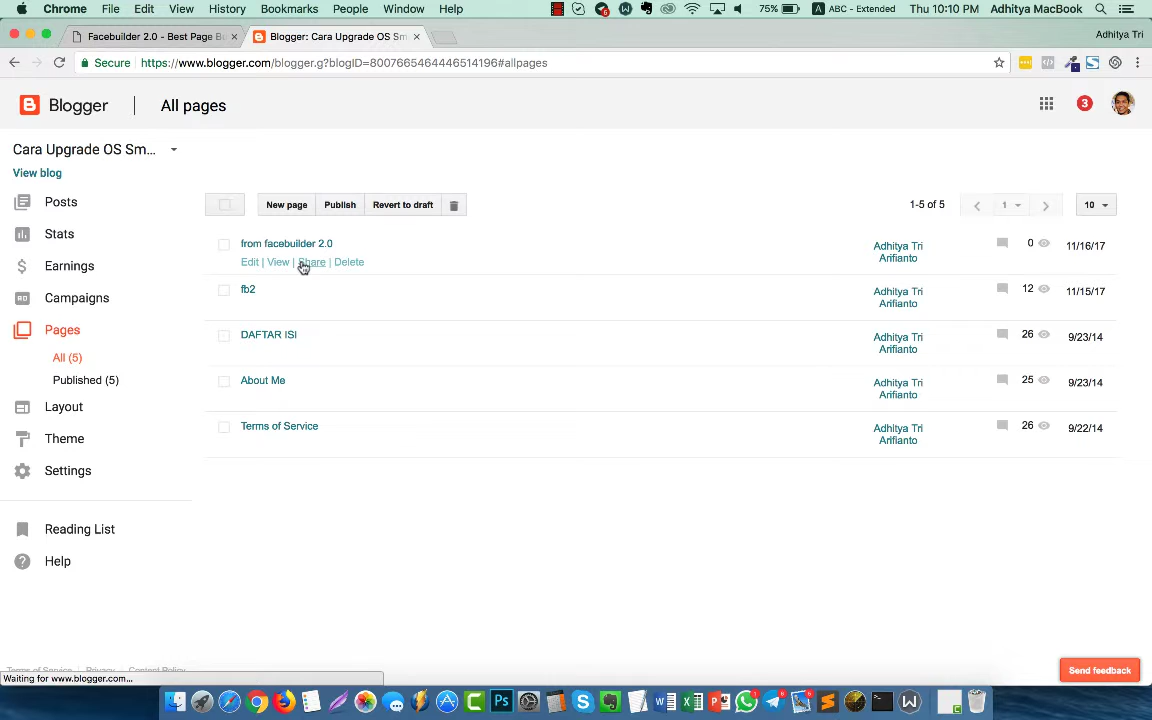 Chrome File Edit View History Bookmarks People Window Help 75% ABC - Extended Thu 10:10 PM Adhitya MacBook
Facebuilder 2.0 - Best Page Bu
Blogger: Cara Upgrade OS Sm
Adhitya Tri
Secure https://www.blogger.com/blogger.g?blogID=8007665464446514196#allpages
Blogger All pages 3
Cara Upgrade OS Sm...
View blog
Posts
Stats
Earnings
Campaigns
Pages
All (5)
Published (5)
Layout
Theme
Settings
Reading List
Help
New page Publish Revert to draft 1-5 of 5 1 10
from facebuilder 2.0
Edit | View | Share | Delete
Adhitya Tri
Arifianto
0 11/16/17
fb2
Adhitya Tri
Arifianto
12 11/15/17
DAFTAR ISI
Adhitya Tri
Arifianto
26 9/23/14
About Me
Adhitya Tri
Arifianto
25 9/23/14
Terms of Service
Adhitya Tri
Arifianto
26 9/22/14
Terms of Service Privacy Content Policy
Waiting for www.blogger.com...
Send feedback